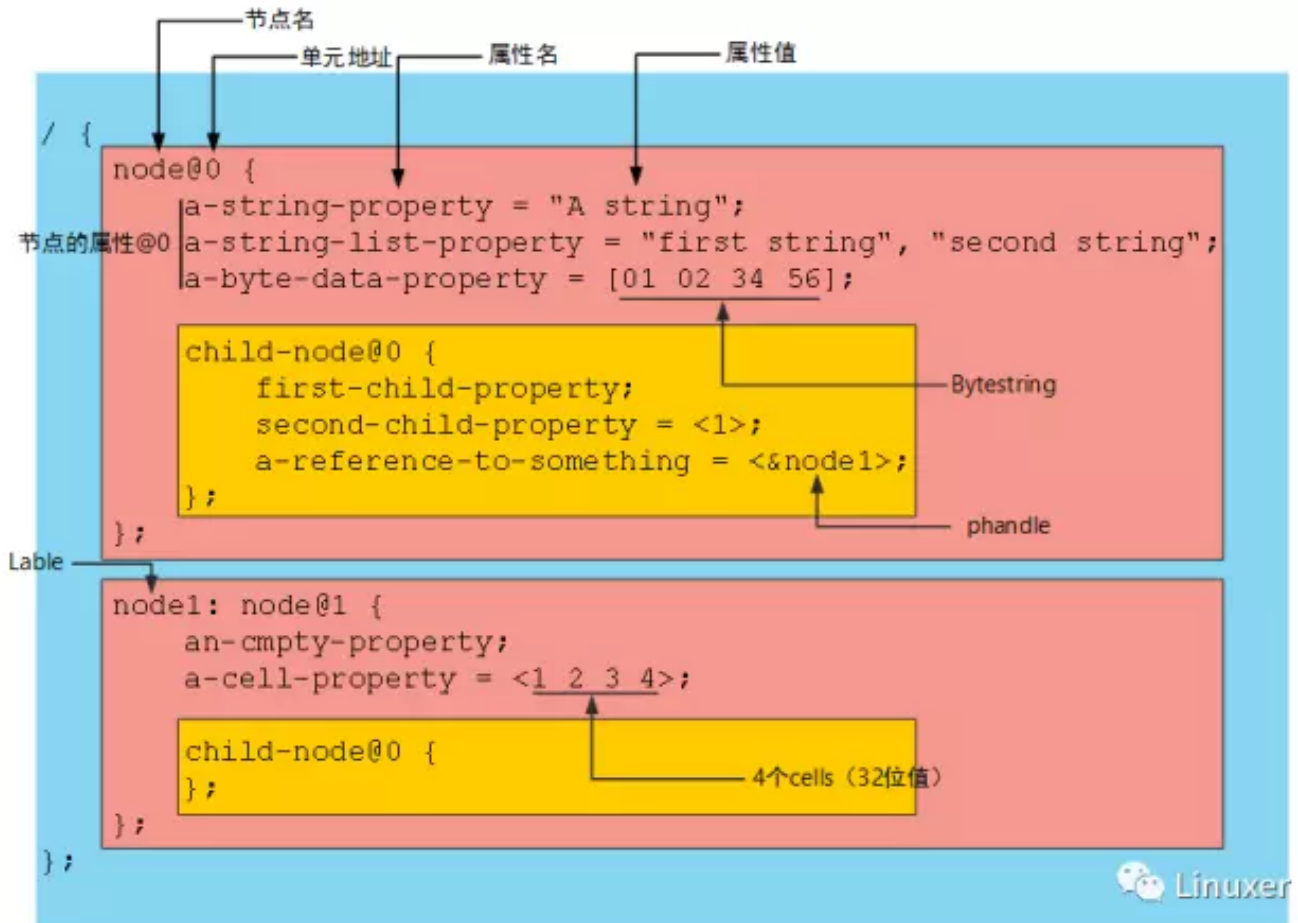 节点名
单元地址 属性名 属性值
/ {
node@0 {
a-string-property = "A string";
节点的属性@0 a-string-list-property = "first string", "second string";
a-byte-data-property = [01 02 34 56];
child-node@0 {
first-child-property;
Bytestring
second-child-property = <1>;
a-reference-to-something = <&node1>;
};
phandle
};
Lable
node1: node@1 {
an-cmpty-property;
a-cell-property = <1 2 3 4>;
child-node@0 {
4个cells（32位值）
};
};
};
Linuxer